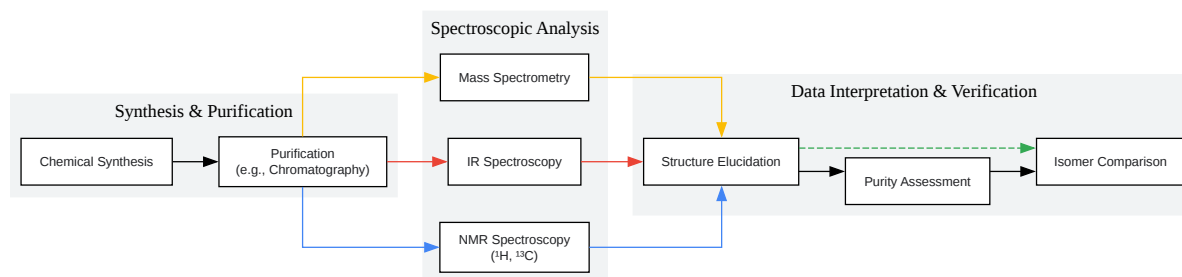 Spectroscopic Analysis
Mass Spectrometry
Synthesis & Purification
Data Interpretation & Verification
Chemical Synthesis
Purification
(e.g., Chromatography)
IR Spectroscopy
Structure Elucidation
Purity Assessment
Isomer Comparison
NMR Spectroscopy
(¹H, ¹³C)